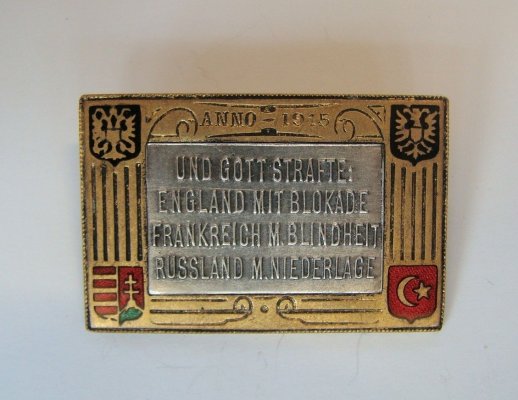 ANNO - 1915
UND GOTT STRAFTE:
ENGLAND MIT BLOKADE
FRANKREICH M. BLINDHEIT
RUSSLAND M. NIEDERLAGE